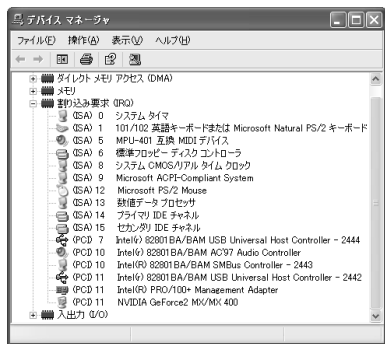 デバイス マネージャ
ファイル(F) 操作(A) 表示(V) ヘルプ(H)
ダイレクト メモリ アクセス (DMA)
メモリ
割り込み要求 (IRQ)
(ISA) 0 システム タイマ
(ISA) 1 101/102 英語キーボードまたは Microsoft Natural PS/2 キーボード
(ISA) 5 MPU-401 互換 MIDI デバイス
(ISA) 6 標準フロッピー ディスク コントローラ
(ISA) 8 システム CMOS/リアル タイム クロック
(ISA) 9 Microsoft ACPI-Compliant System
(ISA) 12 Microsoft PS/2 Mouse
(ISA) 13 数値データ プロセッサ
(ISA) 14 プライマリ IDE チャネル
(ISA) 15 セカンダリ IDE チャネル
(PCI) 7 Intel(r) 82801BA/BAM USB Universal Host Controller - 2444
(PCI) 10 Intel(r) 82801BA/BAM AC'97 Audio Controller
(PCI) 10 Intel(R) 82801BA/BAM SMBus Controller - 2443
(PCI) 11 Intel(r) 82801BA/BAM USB Universal Host Controller - 2442
(PCI) 11 Intel(R) PRO/100+ Management Adapter
(PCI) 11 NVIDIA GeForce2 MX/MX 400
入出力 (I/O)